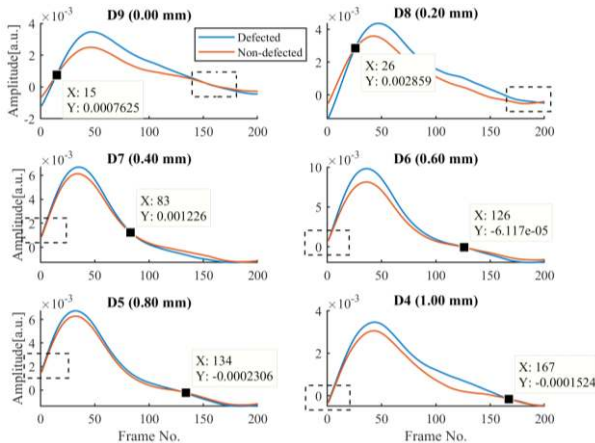 ×10⁻³ D9 (0.00 mm)
4
2
0
-2
Amplitude[a.u.]
Defected
Non-defected
X: 15
Y: 0.0007625
0 50 100 150 200
×10⁻³ D8 (0.20 mm)
4
2
0
X: 26
Y: 0.002859
0 50 100 150 200
×10⁻³ D7 (0.40 mm)
6
4
2
0
Amplitude[a.u.]
X: 83
Y: 0.001226
0 50 100 150 200
×10⁻³ D6 (0.60 mm)
10
5
0
X: 126
Y: -6.117e-05
0 50 100 150 200
×10⁻³ D5 (0.80 mm)
6
4
2
0
Amplitude[a.u.]
X: 134
Y: -0.0002306
0 50 100 150 200
Frame No.
×10⁻³ D4 (1.00 mm)
4
2
0
X: 167
Y: -0.0001524
0 50 100 150 200
Frame No.